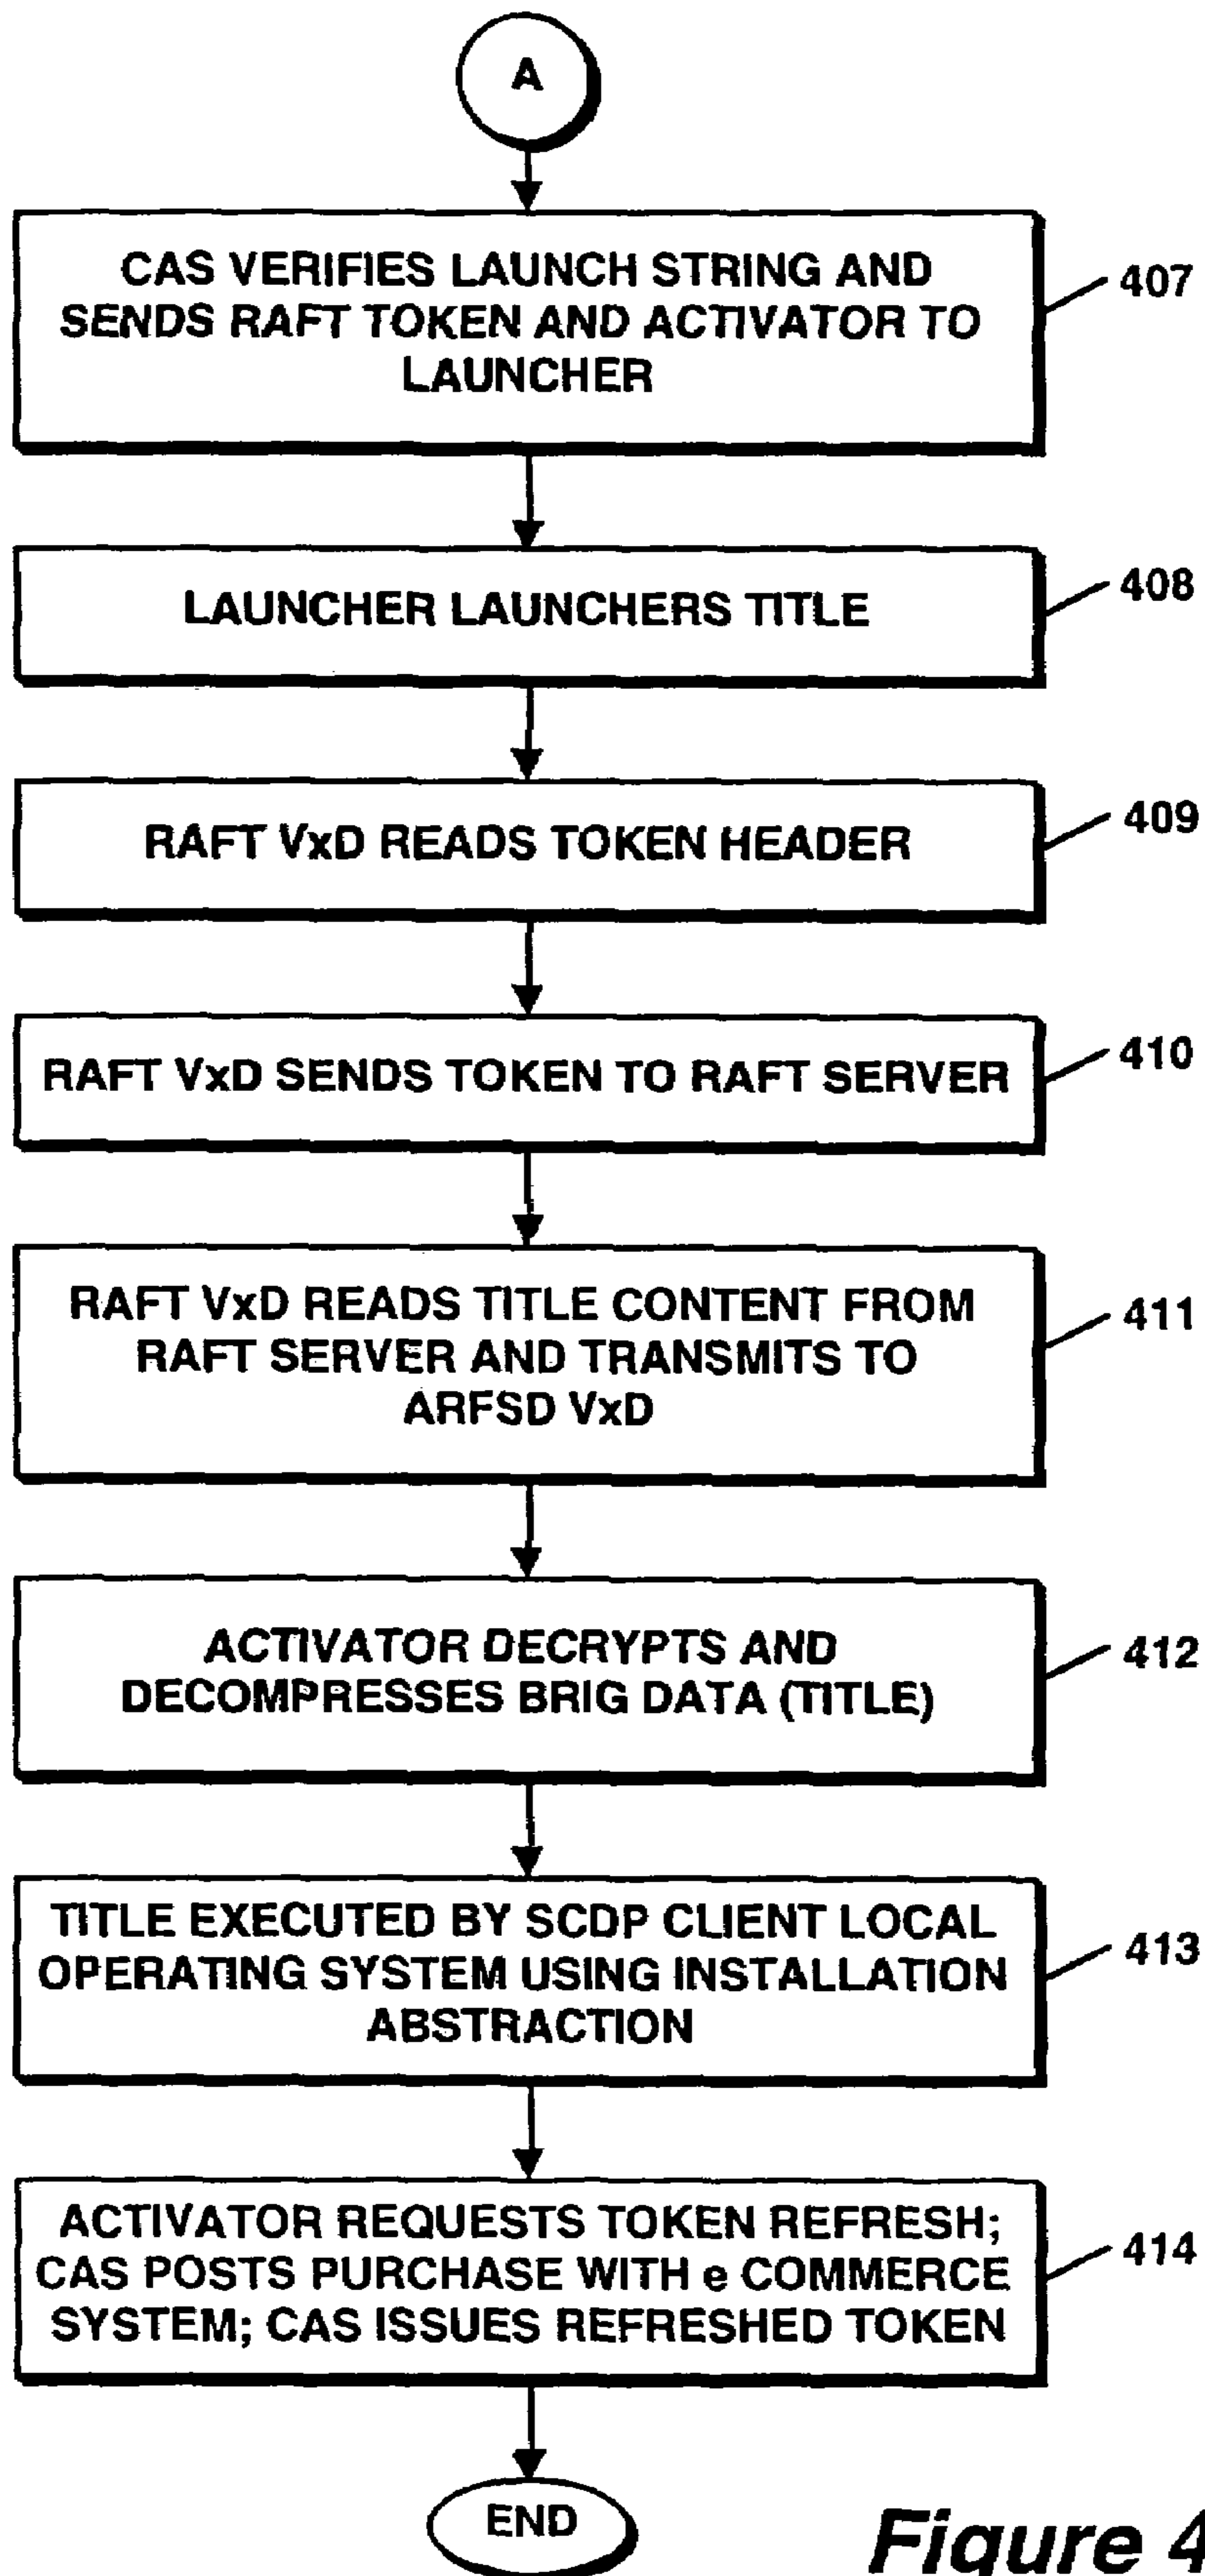 A
CAS VERIFIES LAUNCH STRING AND
SENDS RAFT TOKEN AND ACTIVATOR TO
LAUNCHER
407
LAUNCHER LAUNCHERS TITLE
408
RAFT VxD READS TOKEN HEADER
409
RAFT VxD SENDS TOKEN TO RAFT SERVER
410
RAFT VxD READS TITLE CONTENT FROM
RAFT SERVER AND TRANSMITS TO
ARFSD VxD
411
ACTIVATOR DECRYPTS AND
DECOMPRESSES BRIG DATA (TITLE)
412
TITLE EXECUTED BY SCDP CLIENT LOCAL
OPERATING SYSTEM USING INSTALLATION
ABSTRACTION
413
ACTIVATOR REQUESTS TOKEN REFRESH;
CAS POSTS PURCHASE WITH e COMMERCE
SYSTEM; CAS ISSUES REFRESHED TOKEN
414
END
Figure 4